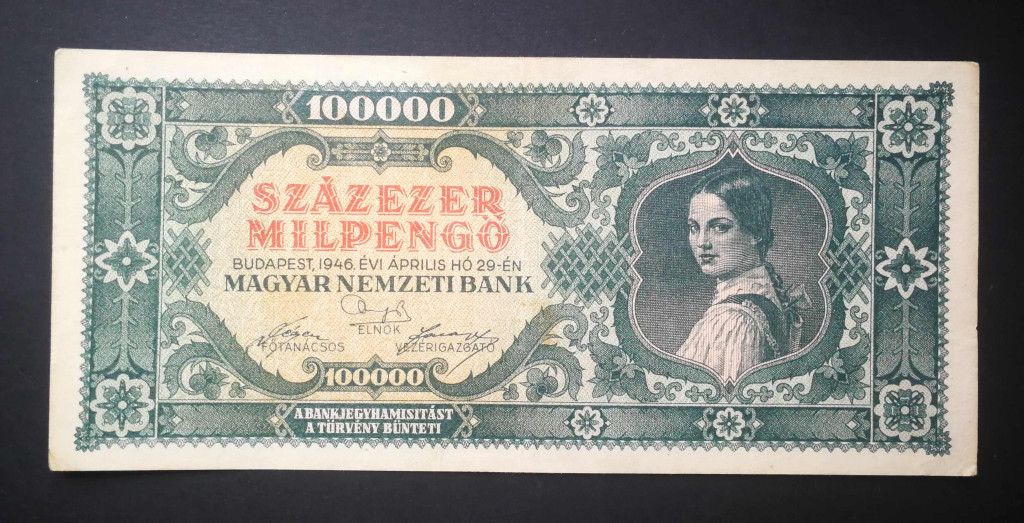 100000
SZÁZEZER
MILPENGŐ
BUDAPEST, 1946. ÉVI ÁPRILIS HÓ 29-ÉN
MAGYAR NEMZETI BANK
ELNÖK
FŐTANÁCSOS VEZÉRIGAZGATÓ
100000
A BANKJEGYHAMISITÁST
A TÖRVÉNY BÜNTETI